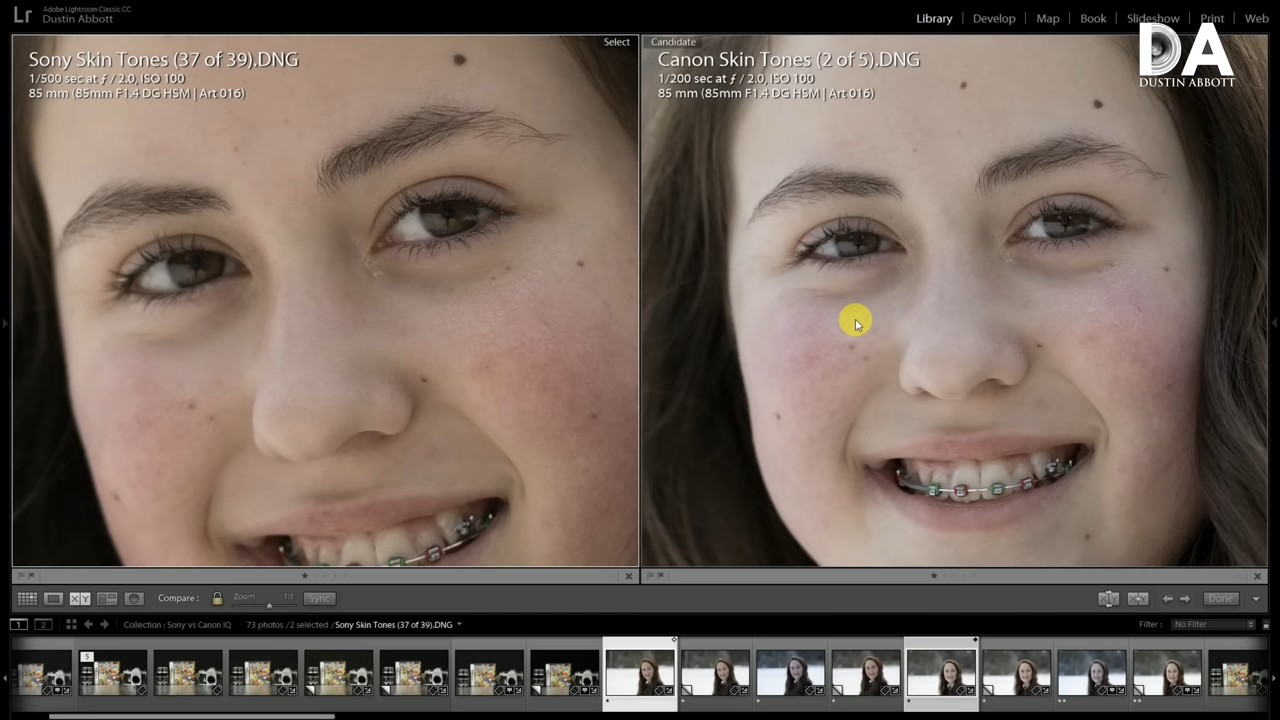 Lr
Adobe Lightroom Classic CC
Dustin Abbott
Library | Develop | Map | Book | Slideshow | Print | Web
Select
Candidate
Sony Skin Tones (37 of 39).DNG
1/500 sec at ƒ / 2.0, ISO 100
85 mm (85mm F1.4 DG HSM | Art 016)
Canon Skin Tones (2 of 5).DNG
1/200 sec at ƒ / 2.0, ISO 100
85 mm (85mm F1.4 DG HSM | Art 016)
DA
DUSTIN ABBOTT
XY Compare : Zoom 1:1 Sync Done
1 2 Collection : Sony vs Canon IQ 73 photos /2 selected /Sony Skin Tones (37 of 39).DNG Filter : No Filter
5